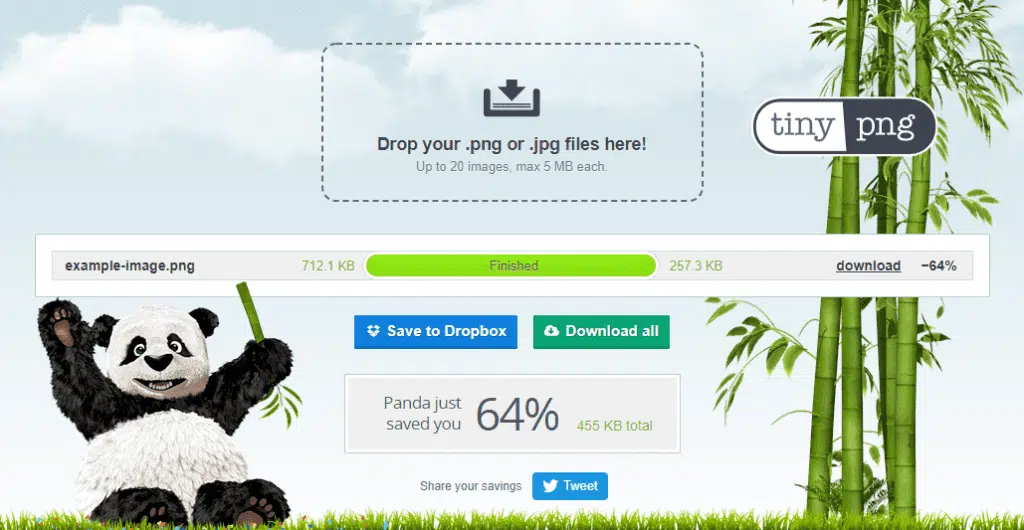 Drop your .png or .jpg files here!
Up to 20 images, max 5 MB each.
tiny png
example-image.png 712.1 KB Finished 257.3 KB download −64%
Save to Dropbox Download all
Panda just
saved you 64% 455 KB total
Share your savings Tweet